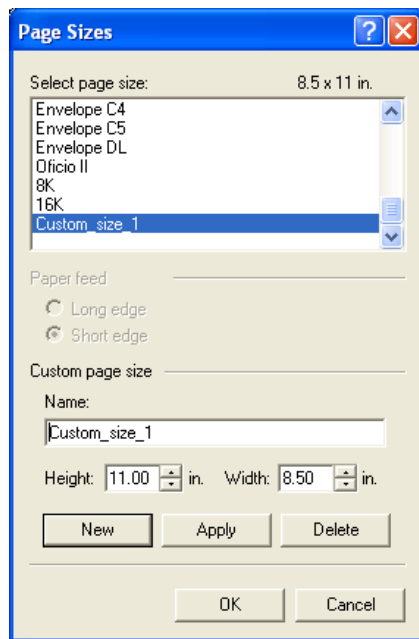 Page Sizes
Select page size: 8.5 x 11 in.
Envelope C4
Envelope C5
Envelope DL
Oficio II
8K
16K
Custom_size_1
Paper feed
Long edge
Short edge
Custom page size
Name:
Custom_size_1
Height: 11.00 in. Width: 8.50 in.
New Apply Delete
OK Cancel